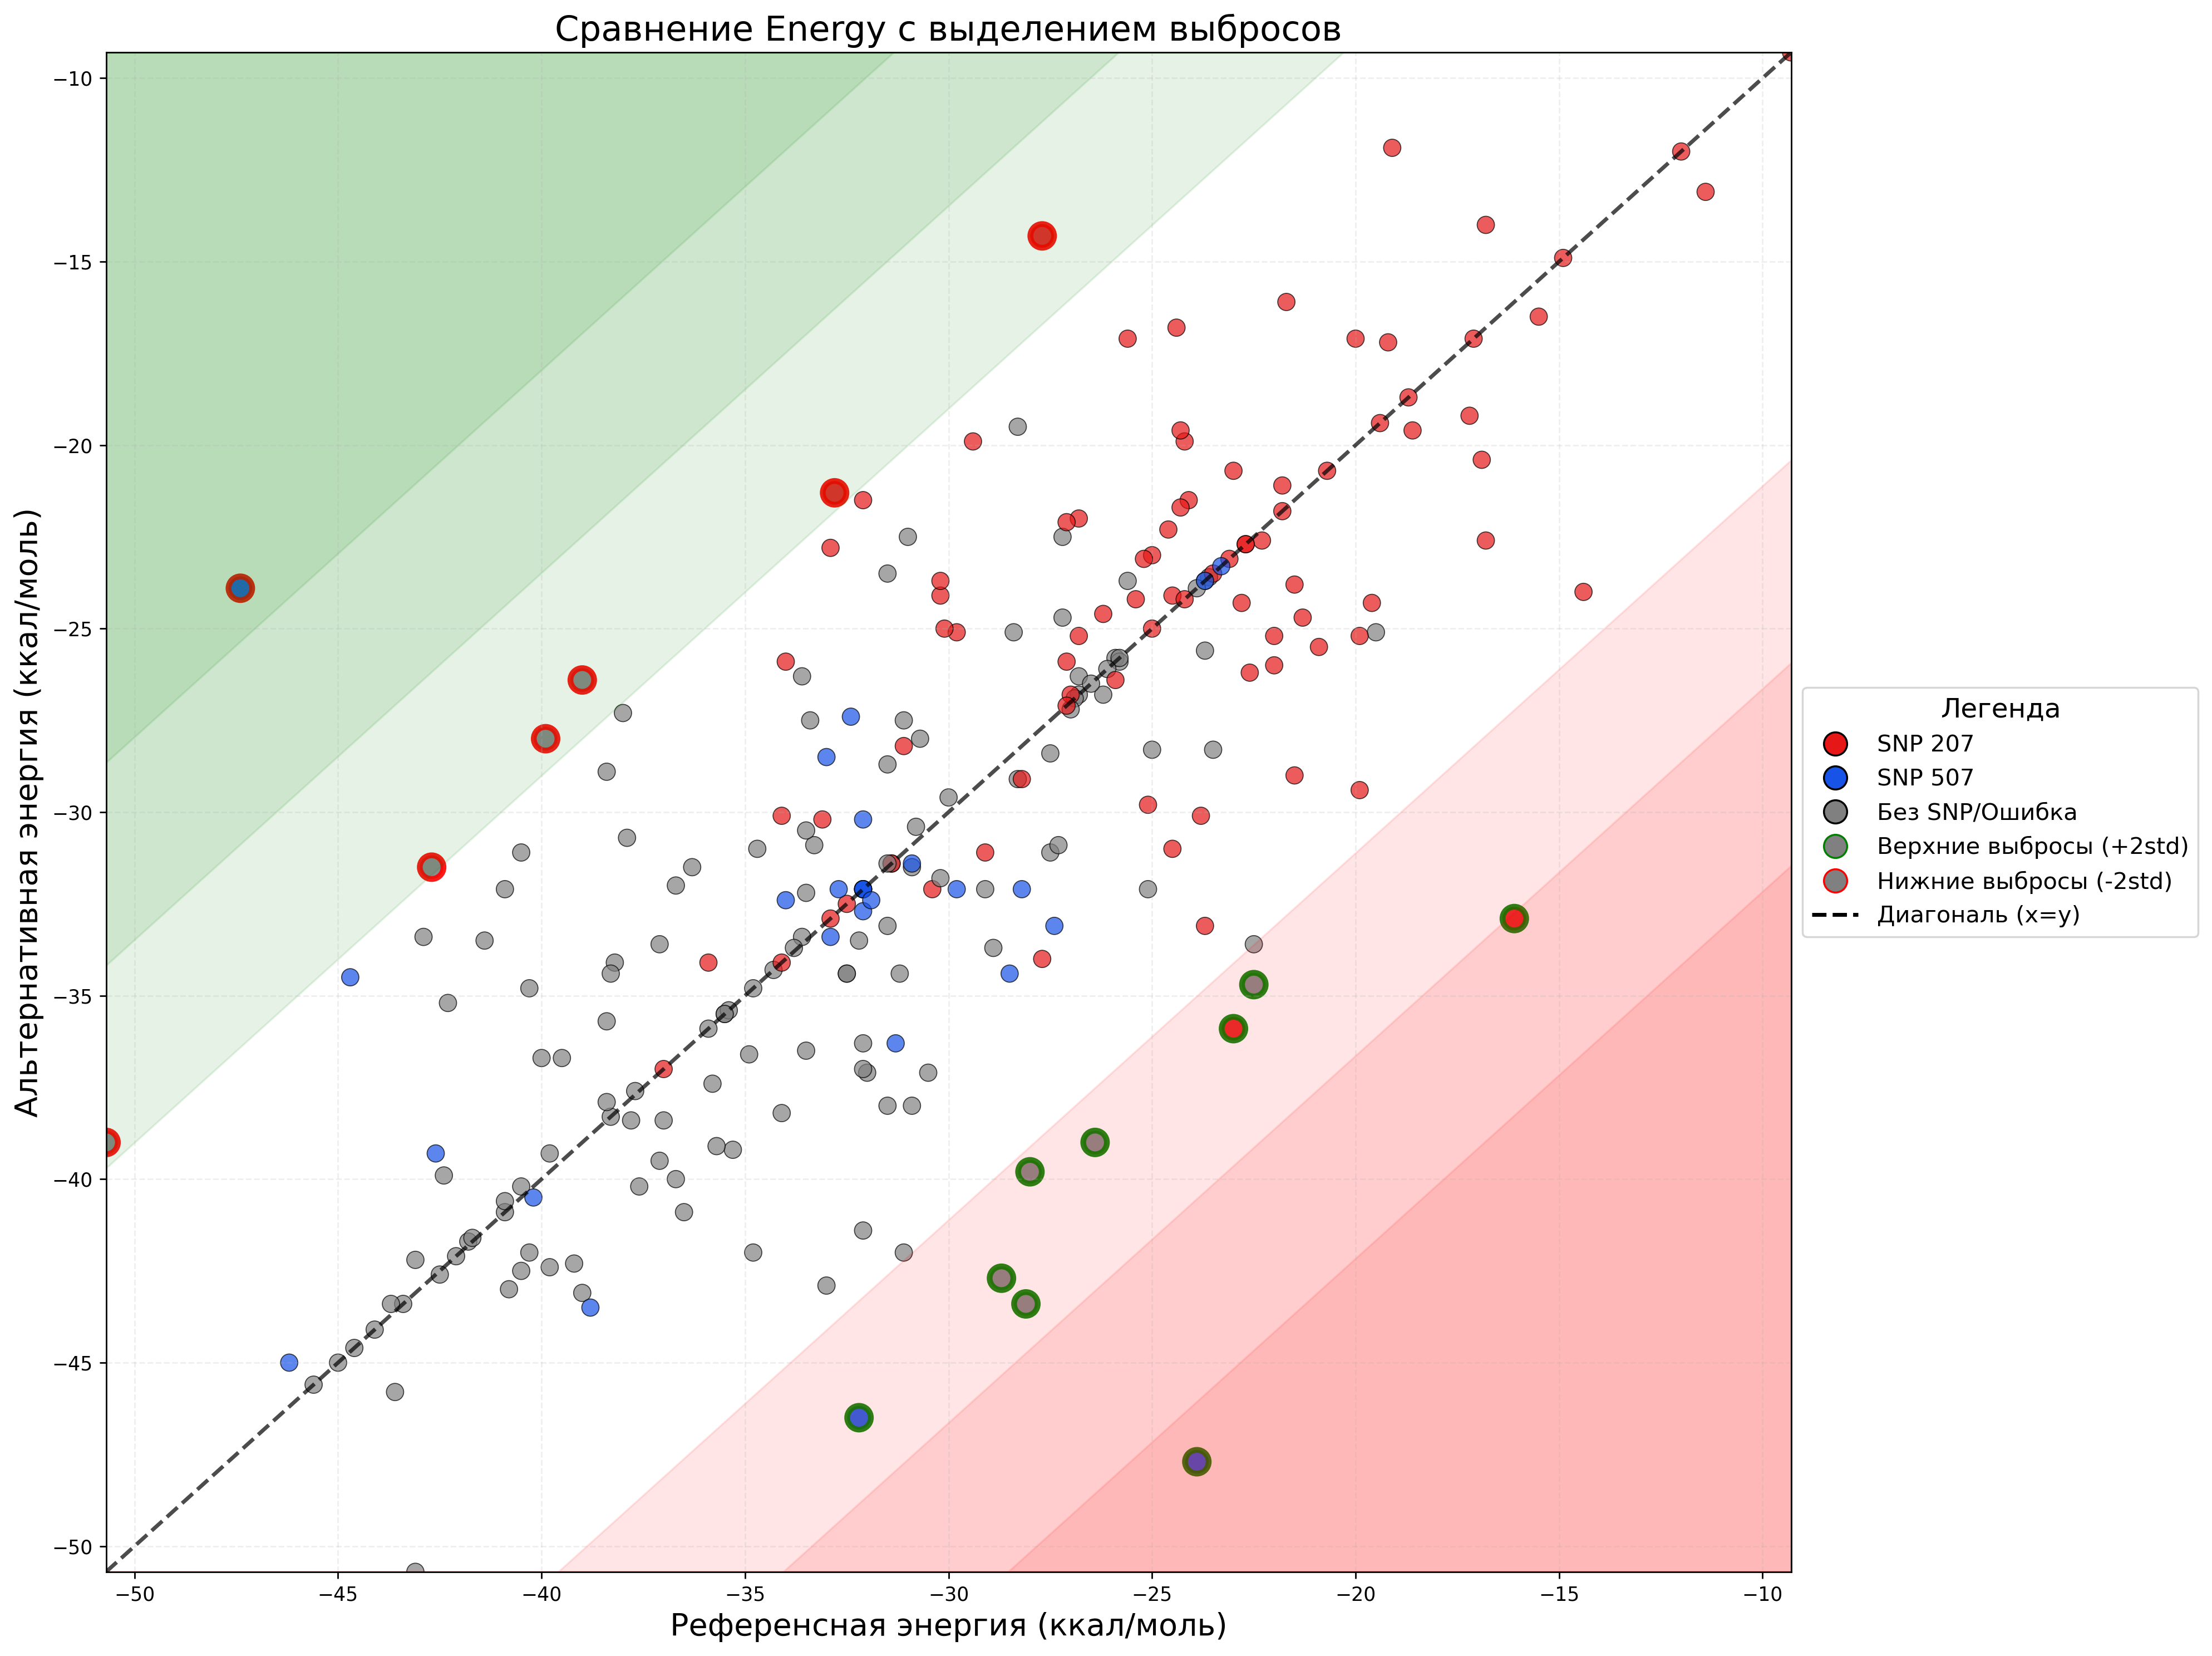 Сравнение Energy с выделением выбросов
Альтернативная энергия (ккал/моль)
−10
−15
−20
−25
−30
−35
−40
−45
−50
−50 −45 −40 −35 −30 −25 −20 −15 −10
Референсная энергия (ккал/моль)
Легенда
SNP 207
SNP 507
Без SNP/Ошибка
Верхние выбросы (+2std)
Нижние выбросы (-2std)
Диагональ (x=y)